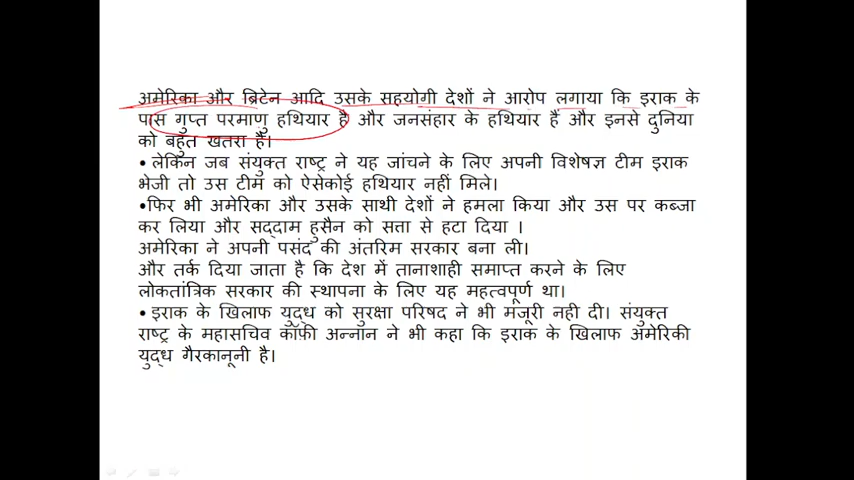 अमेरिका और ब्रिटेन आदि उसके सहयोगी देशों ने आरोप लगाया कि इराक के
पास गुप्त परमाणु हथियार है और जनसंहार के हथियार हैं और इनसे दुनिया
को बहुत खतरा है।
• लेकिन जब संयुक्त राष्ट्र ने यह जांचने के लिए अपनी विशेषज्ञ टीम इराक
भेजी तो उस टीम को ऐसेकोई हथियार नहीं मिले।
•फिर भी अमेरिका और उसके साथी देशों ने हमला किया और उस पर कब्जा
कर लिया और सद्दाम हुसैन को सत्ता से हटा दिया ।
अमेरिका ने अपनी पसंद की अंतरिम सरकार बना ली।
और तर्क दिया जाता है कि देश में तानाशाही समाप्त करने के लिए
लोकतांत्रिक सरकार की स्थापना के लिए यह महत्वपूर्ण था।
• इराक के खिलाफ युद्ध को सुरक्षा परिषद ने भी मंजूरी नही दी। संयुक्त
राष्ट्र के महासचिव कॉफी अन्नान ने भी कहा कि इराक के खिलाफ अमेरिकी
युद्ध गैरकानूनी है।